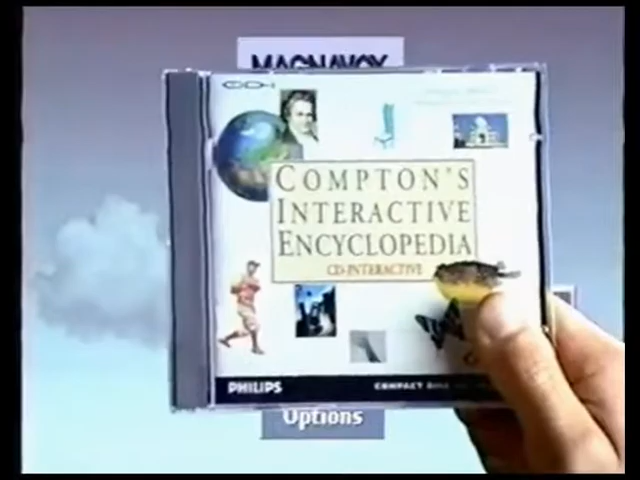 MAGNAVOX
CD-i
COMPTON'S
INTERACTIVE
ENCYCLOPEDIA
CD-INTERACTIVE
PHILIPS
COMPACT DISC
Options